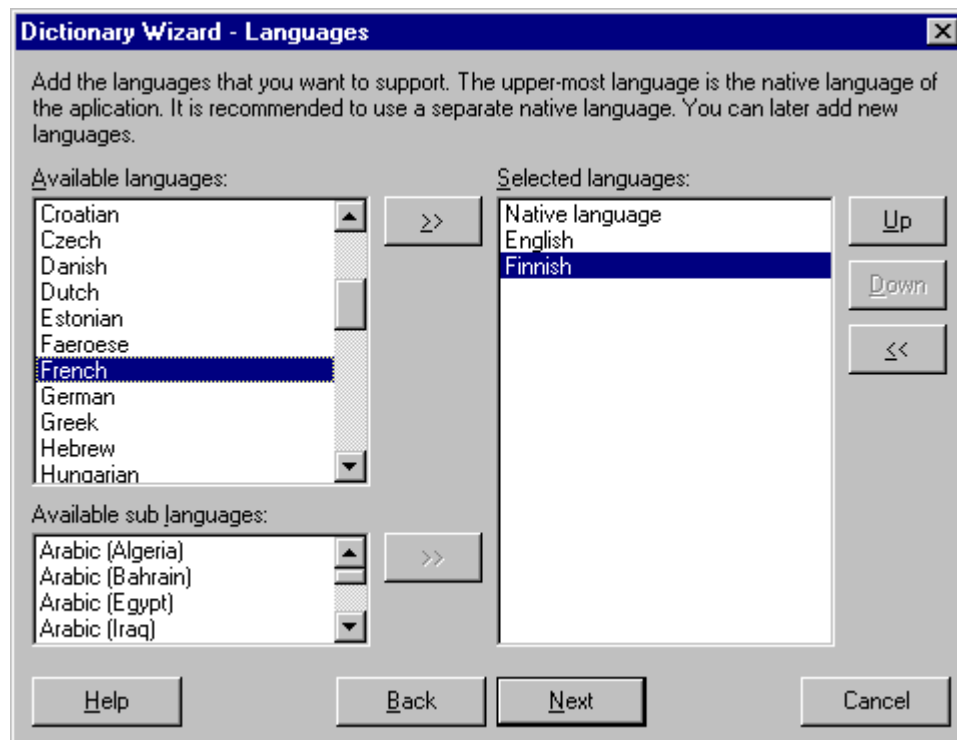 Dictionary Wizard - Languages
Add the languages that you want to support. The upper-most language is the native language of
the aplication. It is recommended to use a separate native language. You can later add new
languages.
Available languages:
Croatian
Czech
Danish
Dutch
Estonian
Faeroese
French
German
Greek
Hebrew
Hungarian
>>
Selected languages:
Native language
English
Finnish
Up
Down
<<
Available sub languages:
Arabic (Algeria)
Arabic (Bahrain)
Arabic (Egypt)
Arabic (Iraq)
>>
Help
Back
Next
Cancel